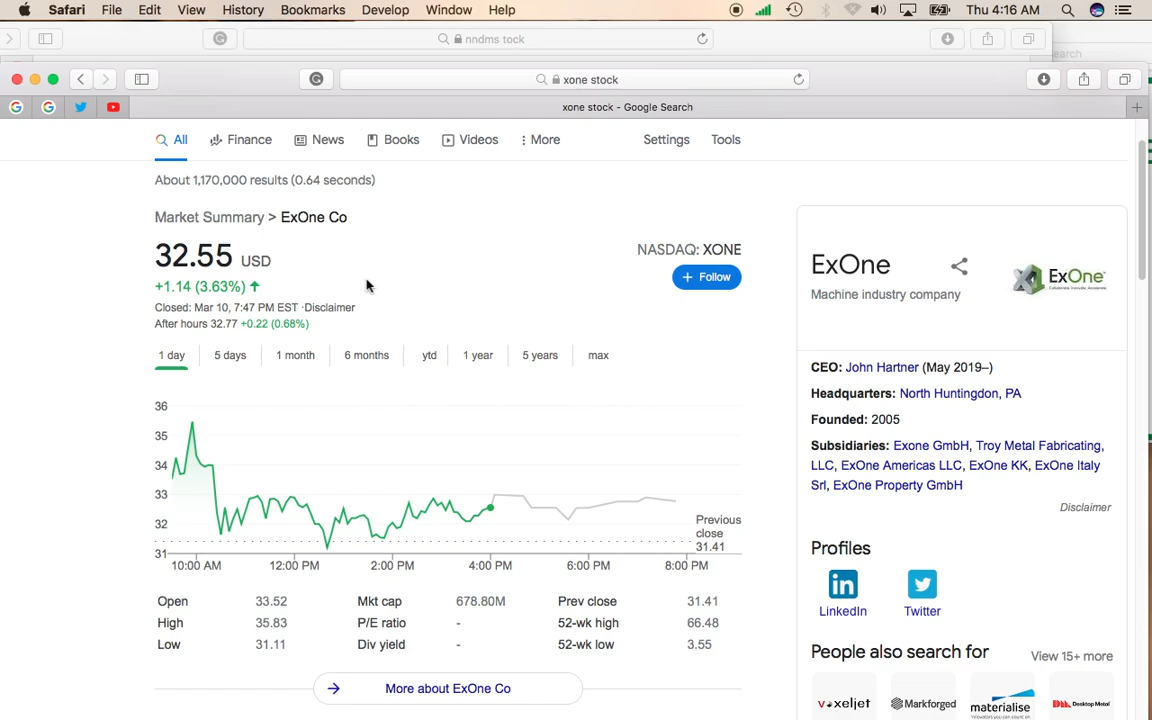 Safari File Edit View History Bookmarks Develop Window Help Thu 4:16 AM
nndms tock
earch
xone stock
xone stock - Google Search
All Finance News Books Videos More Settings Tools
About 1,170,000 results (0.64 seconds)
Market Summary > ExOne Co
32.55 USD
+1.14 (3.63%)
Closed: Mar 10, 7:47 PM EST · Disclaimer
After hours 32.77 +0.22 (0.68%)
NASDAQ: XONE
+ Follow
1 day 5 days 1 month 6 months ytd 1 year 5 years max
36
35
34
33
32
31
Previous
close
31.41
10:00 AM 12:00 PM 2:00 PM 4:00 PM 6:00 PM 8:00 PM
Open 33.52 Mkt cap 678.80M Prev close 31.41
High 35.83 P/E ratio - 52-wk high 66.48
Low 31.11 Div yield - 52-wk low 3.55
More about ExOne Co
ExOne
Machine industry company
ExOne
CEO: John Hartner (May 2019–)
Headquarters: North Huntingdon, PA
Founded: 2005
Subsidiaries: Exone GmbH, Troy Metal Fabricating,
LLC, ExOne Americas LLC, ExOne KK, ExOne Italy
Srl, ExOne Property GmbH
Disclaimer
Profiles
LinkedIn Twitter
People also search for View 15+ more
voxeljet Markforged materialise Desktop Metal